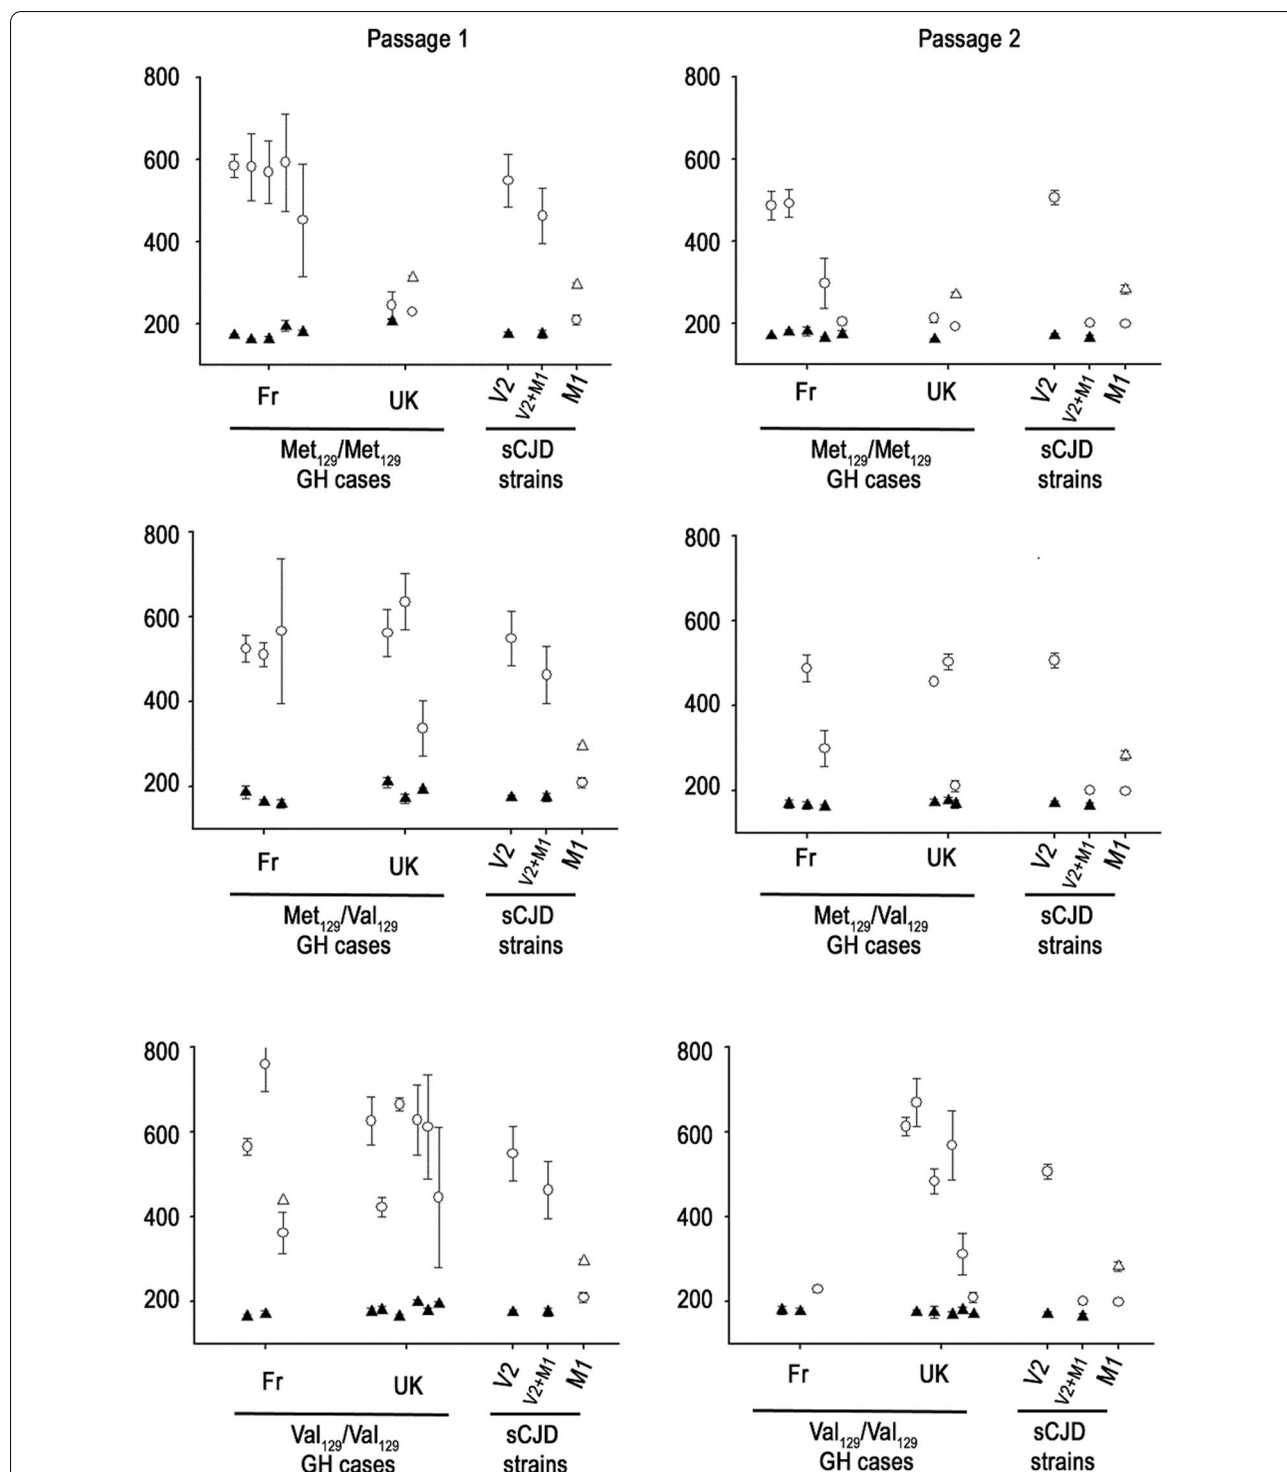 Passage 1
Passage 2
800
600
400
200
Fr
UK
V2
V2+M1
M1
Met129/Met129
GH cases
sCJD
strains
800
600
400
200
Fr
UK
V2
V2+M1
M1
Met129/Met129
GH cases
sCJD
strains
800
600
400
200
Fr
UK
V2
V2+M1
M1
Met129/Val129
GH cases
sCJD
strains
800
600
400
200
Fr
UK
V2
V2+M1
M1
Met129/Val129
GH cases
sCJD
strains
800
600
400
200
Fr
UK
V2
V2+M1
M1
Val129/Val129
GH cases
sCJD
strains
800
600
400
200
Fr
UK
V2
V2+M1
M1
Val129/Val129
GH cases
sCJD
strains